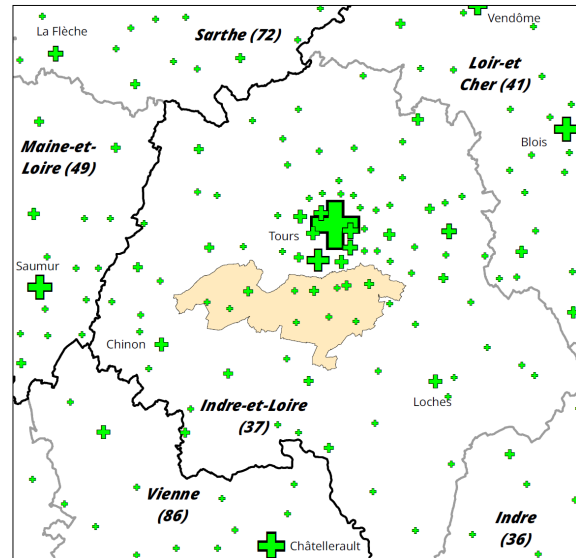 Vendôme
La Flèche
Sarthe (72)
Loir-et
Cher (41)
Blois
Maine-et-
Loire (49)
Tours
Saumur
Chinon
Loches
Indre-et-Loire
(37)
Vienne
(86)
Indre
(36)
Châtellerault